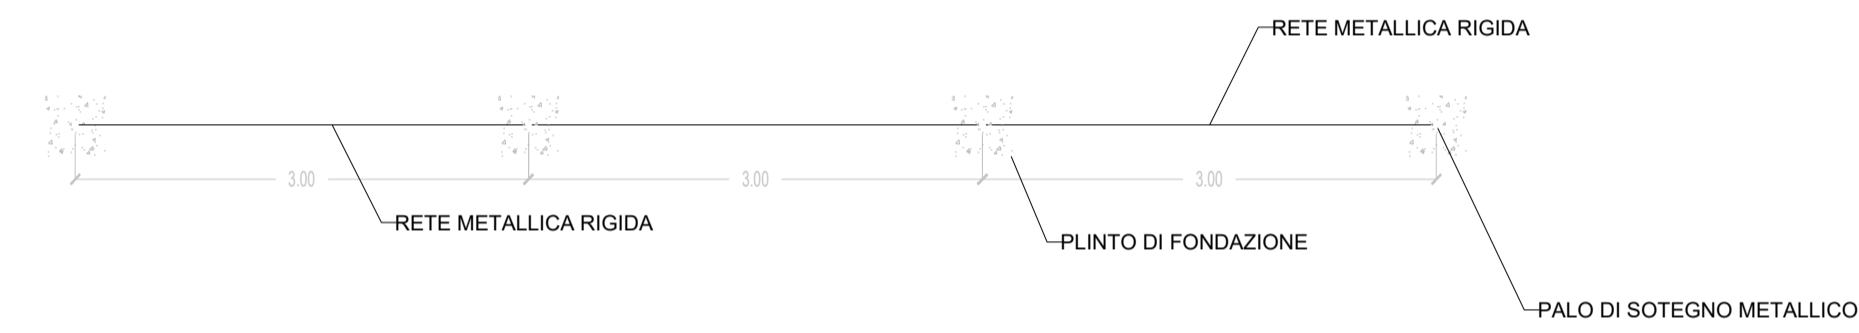 RETE METALLICA RIGIDA
3.00
3.00
3.00
RETE METALLICA RIGIDA
PLINTO DI FONDAZIONE
PALO DI SOTEGNO METALLICO